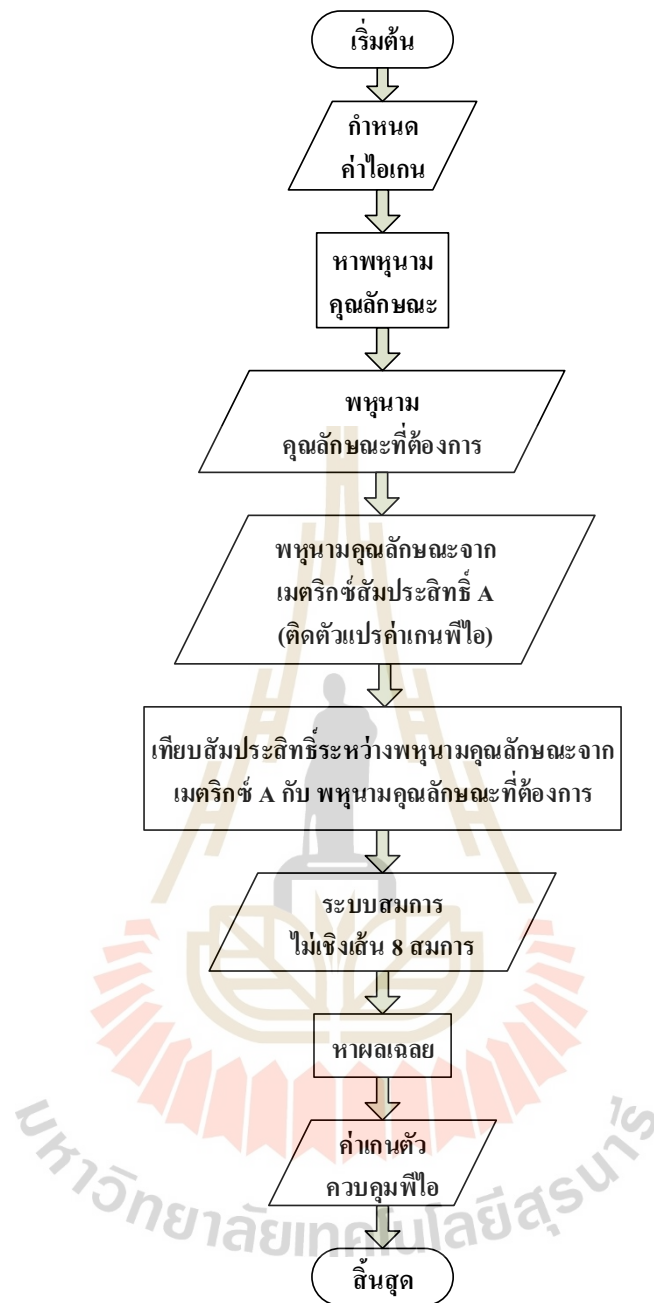 เริ่มต้น
กำหนด
ค่าไอเกน
หาพหุนาม
คุณลักษณะ
พหุนาม
คุณลักษณะที่ต้องการ
พหุนามคุณลักษณะจาก
เมตริกซ์สัมประสิทธิ์ A
(ติดตัวแปรค่าเกนพีไอ)
เทียบสัมประสิทธิ์ระหว่างพหุนามคุณลักษณะจาก
เมตริกซ์ A กับ พหุนามคุณลักษณะที่ต้องการ
ระบบสมการ
ไม่เชิงเส้น 8 สมการ
หาผลเฉลย
ค่าเกนตัว
ควบคุมพีไอ
สิ้นสุด
มหาวิทยาลัยเทคโนโลยีสุรนารี